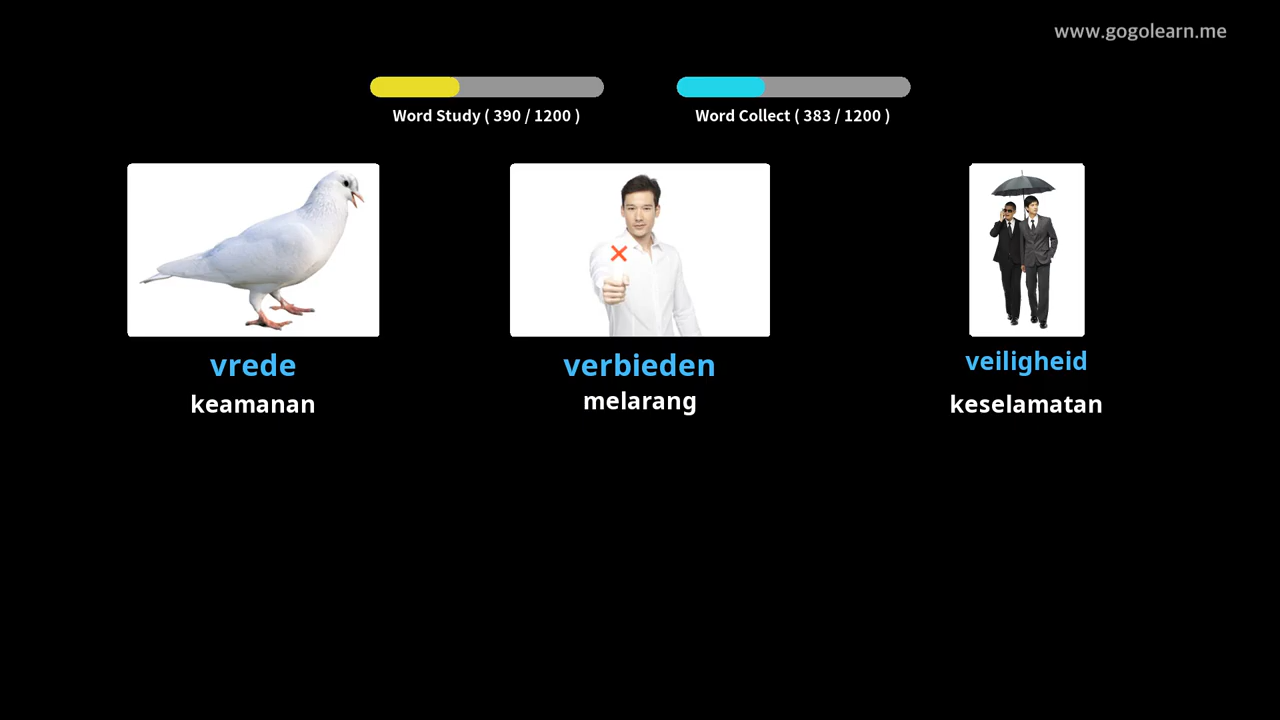 www.gogolearn.me
Word Study ( 390 / 1200 )
Word Collect ( 383 / 1200 )
vrede
keamanan
verbieden
melarang
veiligheid
keselamatan